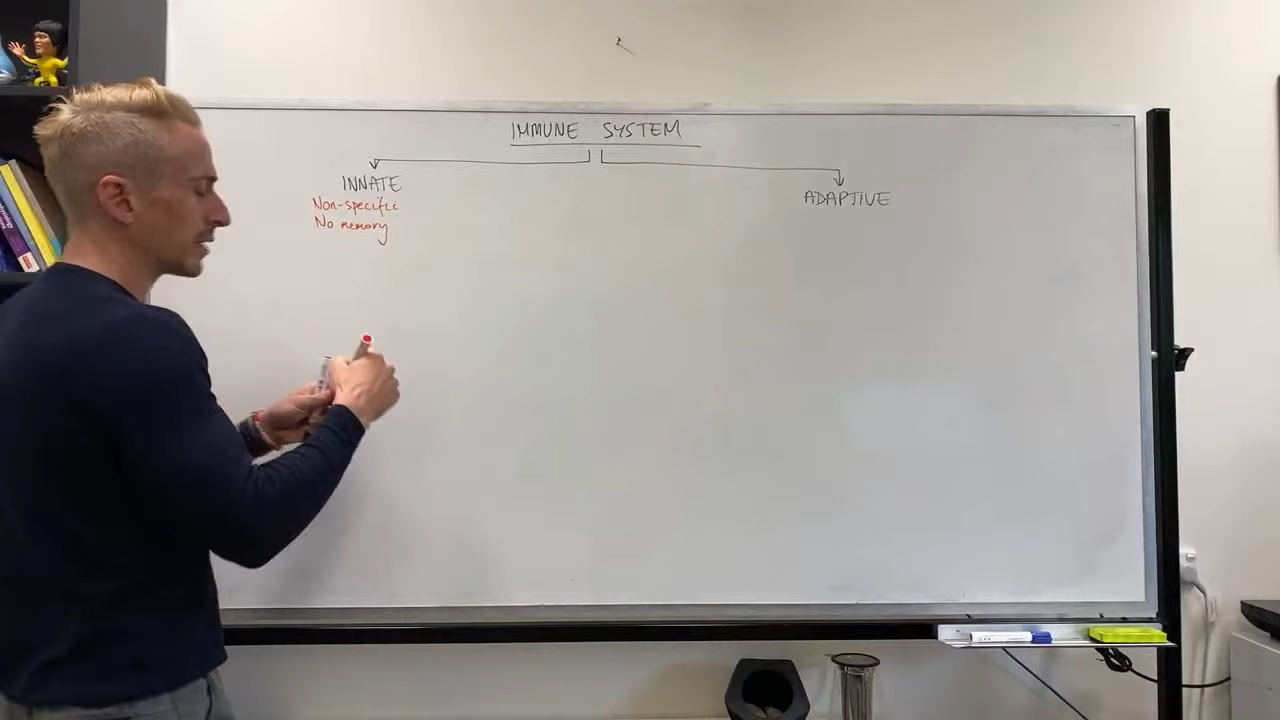 IMMUNE SYSTEM
INNATE
Non-specific
No memory
ADAPTIVE